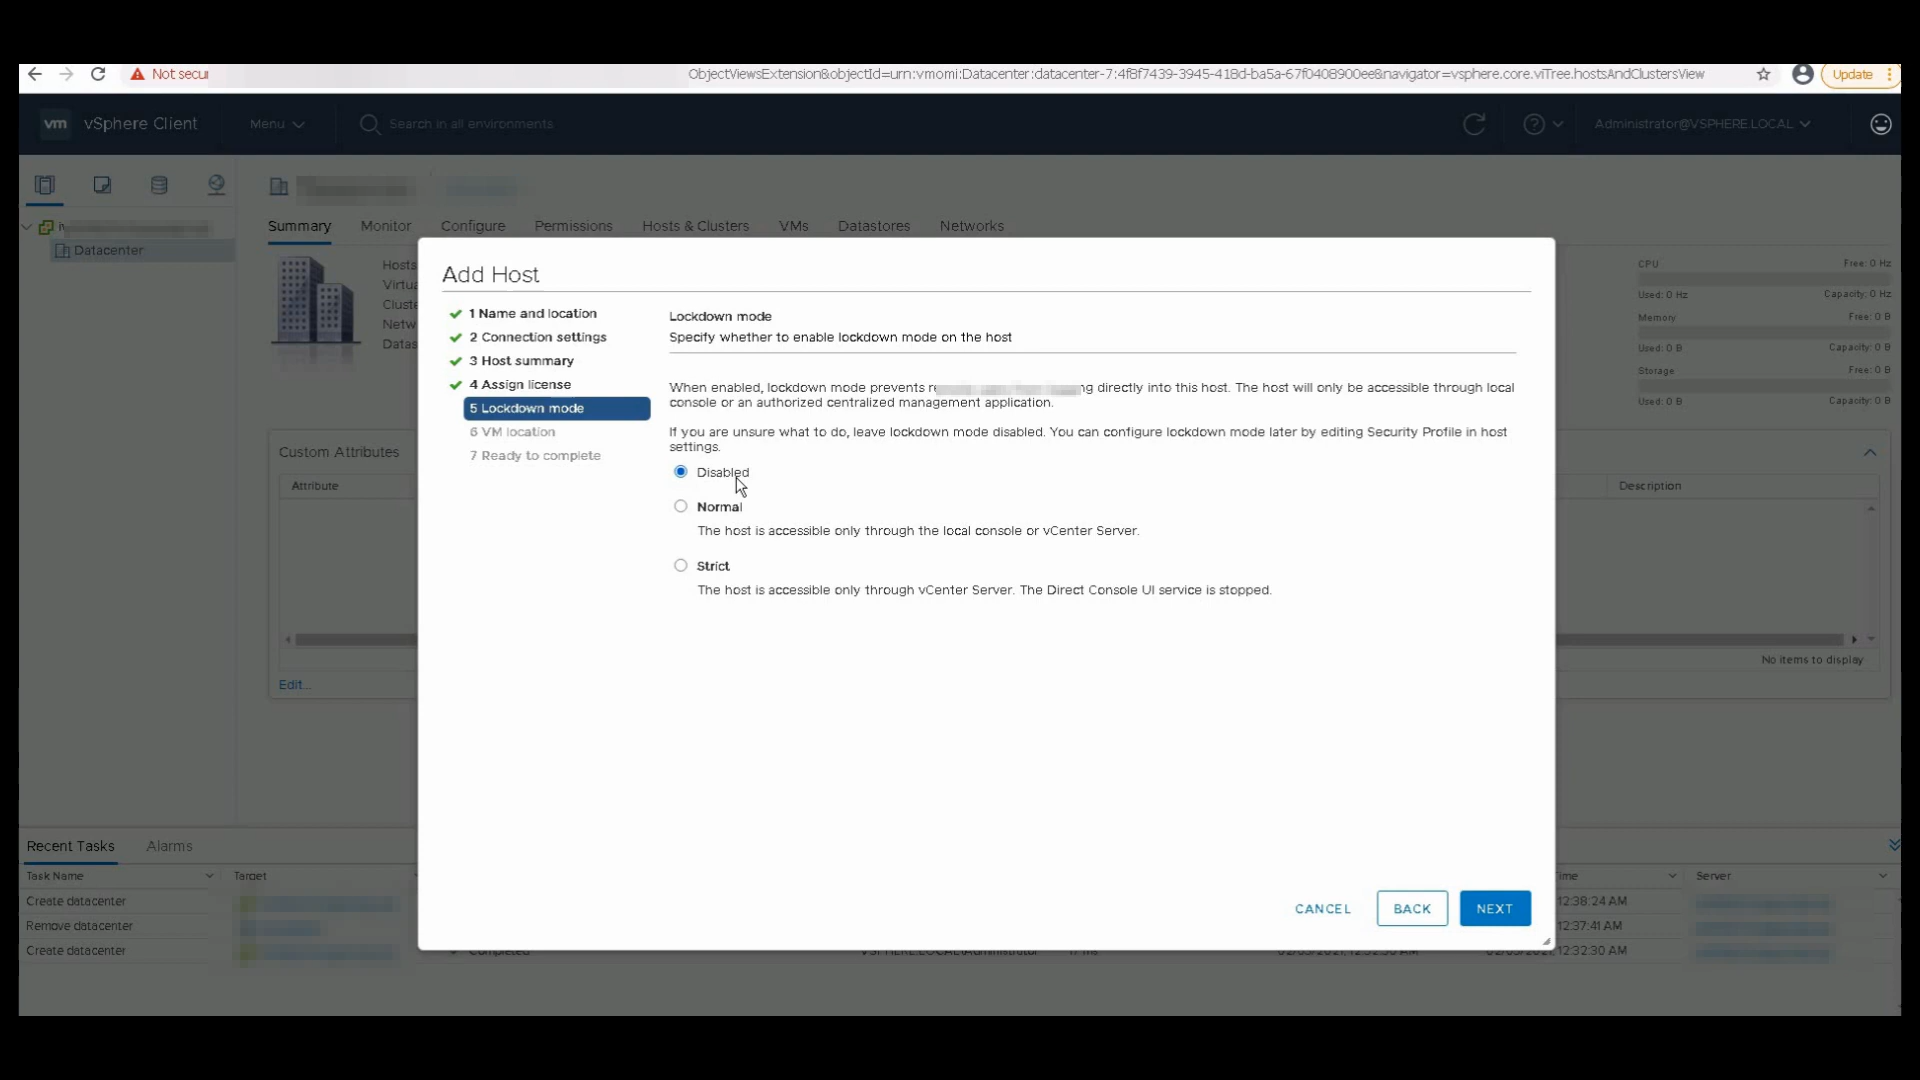 Not secur
ObjectViewsExtension&objectId=urn:vmomi:Datacenter:datacenter-7:4f8f7439-3945-418d-ba5a-67f0408900ee&navigator=vsphere.core.viTree.hostsAndClustersView
Update
vm vSphere Client Menu Search in all environments Administrator@VSPHERE.LOCAL
Datacenter
Summary Monitor Configure Permissions Hosts & Clusters VMs Datastores Networks
Hosts
Virtua
Cluste
Netw
Datas
CPU Free: 0 Hz
Used: 0 Hz Capacity: 0 Hz
Memory Free: 0 B
Used: 0 B Capacity: 0 B
Storage Free: 0 B
Used: 0 B Capacity: 0 B
Custom Attributes
Attribute
Description
No items to display
Edit...
Add Host
1 Name and location
2 Connection settings
3 Host summary
4 Assign license
5 Lockdown mode
6 VM location
7 Ready to complete
Lockdown mode
Specify whether to enable lockdown mode on the host
When enabled, lockdown mode prevents directly into this host. The host will only be accessible through local
console or an authorized centralized management application.
If you are unsure what to do, leave lockdown mode disabled. You can configure lockdown mode later by editing Security Profile in host
settings.
Disabled
Normal
The host is accessible only through the local console or vCenter Server.
Strict
The host is accessible only through vCenter Server. The Direct Console UI service is stopped.
CANCEL BACK NEXT
Recent Tasks Alarms
Task Name Target Time Server
Create datacenter 12:38:24 AM
Remove datacenter 12:37:41 AM
Create datacenter 12:32:30 AM